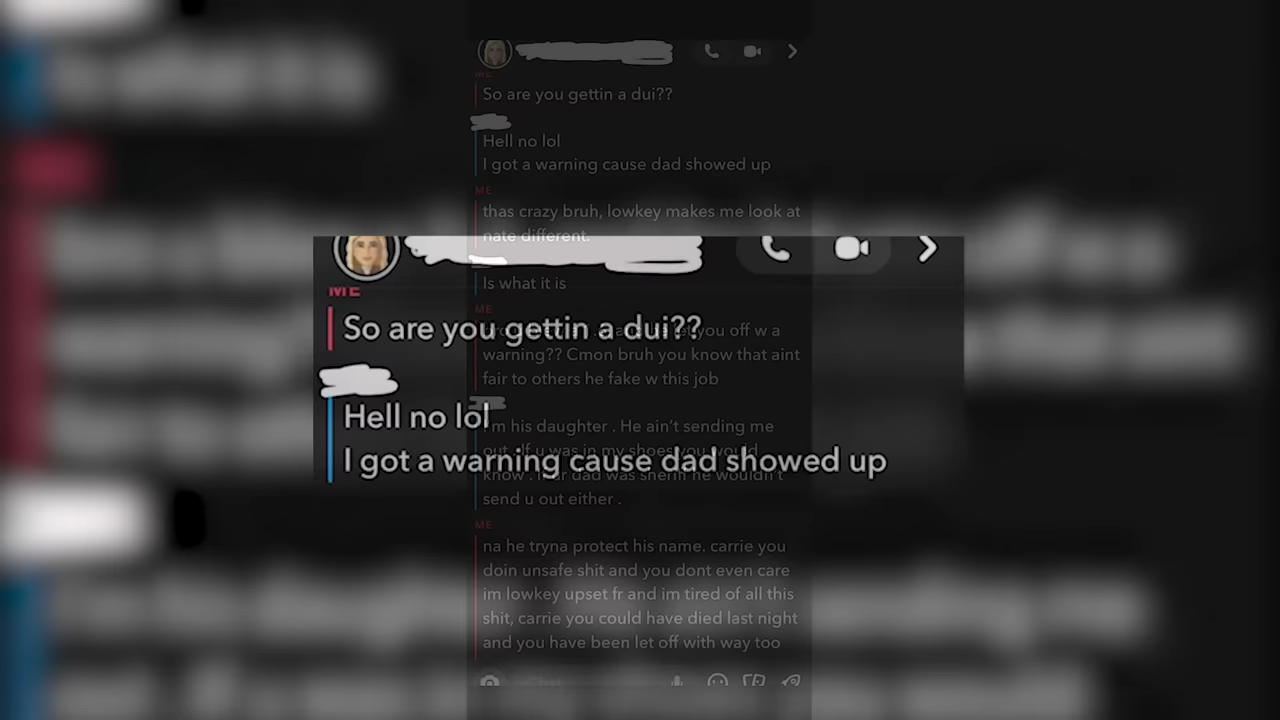 So are you gettin a dui??
Hell no lol
I got a warning cause dad showed up
ME
thas crazy bruh, lowkey makes me look at
nate different.
Is what it is
ME
let you off w a
warning?? Cmon bruh you know that aint
fair to others he fake w this job
I'm his daughter . He ain't sending me
out . If u was in my shoes you would
know . If ur dad was sheriff he wouldn't
send u out either .
ME
na he tryna protect his name. carrie you
doin unsafe shit and you dont even care
im lowkey upset fr and im tired of all this
shit, carrie you could have died last night
and you have been let off with way too
ME
So are you gettin a dui??
Hell no lol
I got a warning cause dad showed up